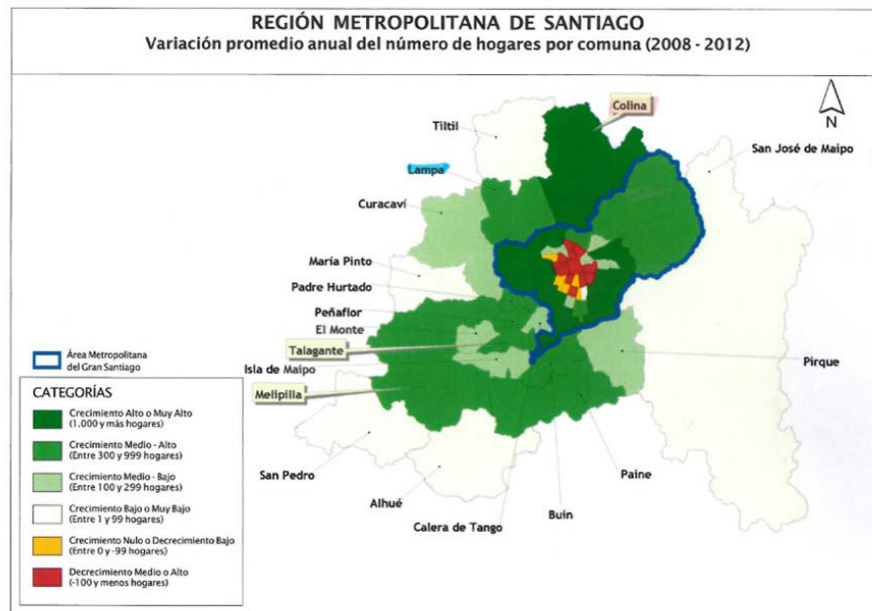 REGIÓN METROPOLITANA DE SANTIAGO
Variación promedio anual del número de hogares por comuna (2008 - 2012)
Colina
N
Tiltil
San José de Maipo
Lampa
Curacaví
María Pinto
Padre Hurtado
Peñaflor
El Monte
Talagante
Isla de Maipo
Pirque
Melipilla
San Pedro
Alhué
Calera de Tango
Buin
Paine
Área Metropolitana
del Gran Santiago
CATEGORÍAS
Crecimiento Alto o Muy Alto
(1.000 y más hogares)
Crecimiento Medio - Alto
(Entre 300 y 999 hogares)
Crecimiento Medio - Bajo
(Entre 100 y 299 hogares)
Crecimiento Bajo o Muy Bajo
(Entre 1 y 99 hogares)
Crecimiento Nulo o Decrecimiento Bajo
(Entre 0 y -99 hogares)
Decrecimiento Medio o Alto
(-100 y menos hogares)